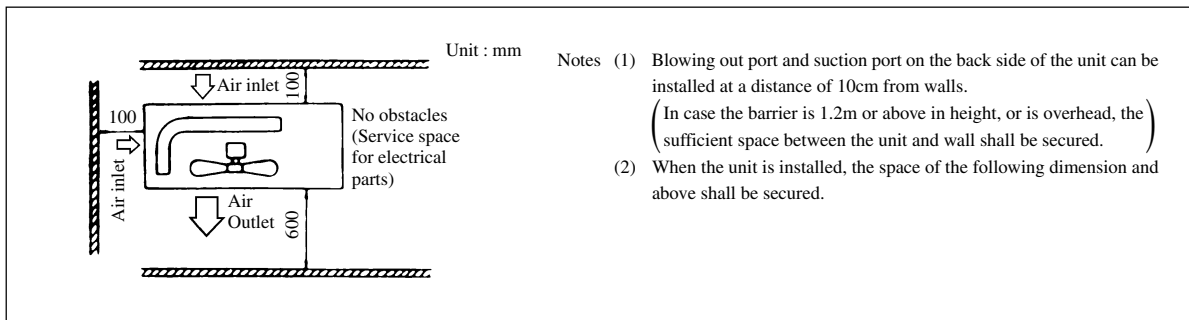 Unit : mm
Air inlet
100
100
Air inlet
No obstacles
(Service space
for electrical
parts)
Air
Outlet
600
Notes (1) Blowing out port and suction port on the back side of the unit can be
installed at a distance of 10cm from walls.
(In case the barrier is 1.2m or above in height, or is overhead, the
sufficient space between the unit and wall shall be secured.)
(2) When the unit is installed, the space of the following dimension and
above shall be secured.